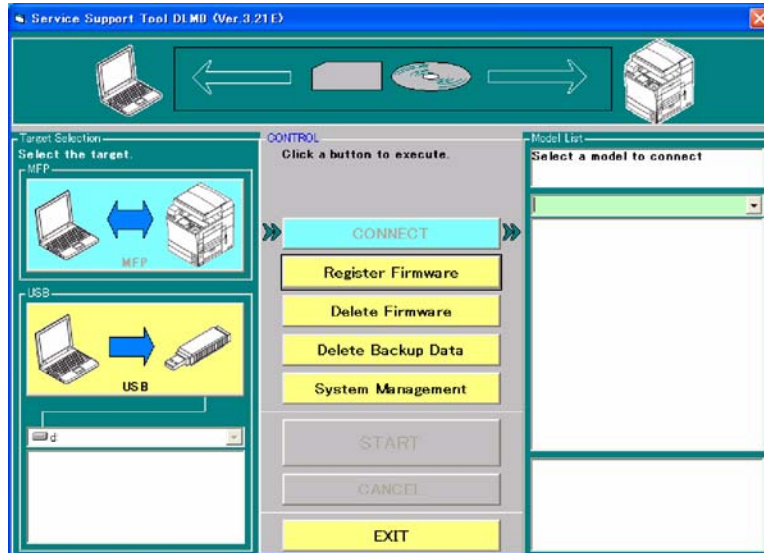 Service Support Tool DLMB (Ver.3.21E)
Target Selection
Select the target.
MFP
MFP
USB
USB
d
CONTROL
Click a button to execute.
CONNECT
Register Firmware
Delete Firmware
Delete Backup Data
System Management
START
CANCEL
EXIT
Model List
Select a model to connect